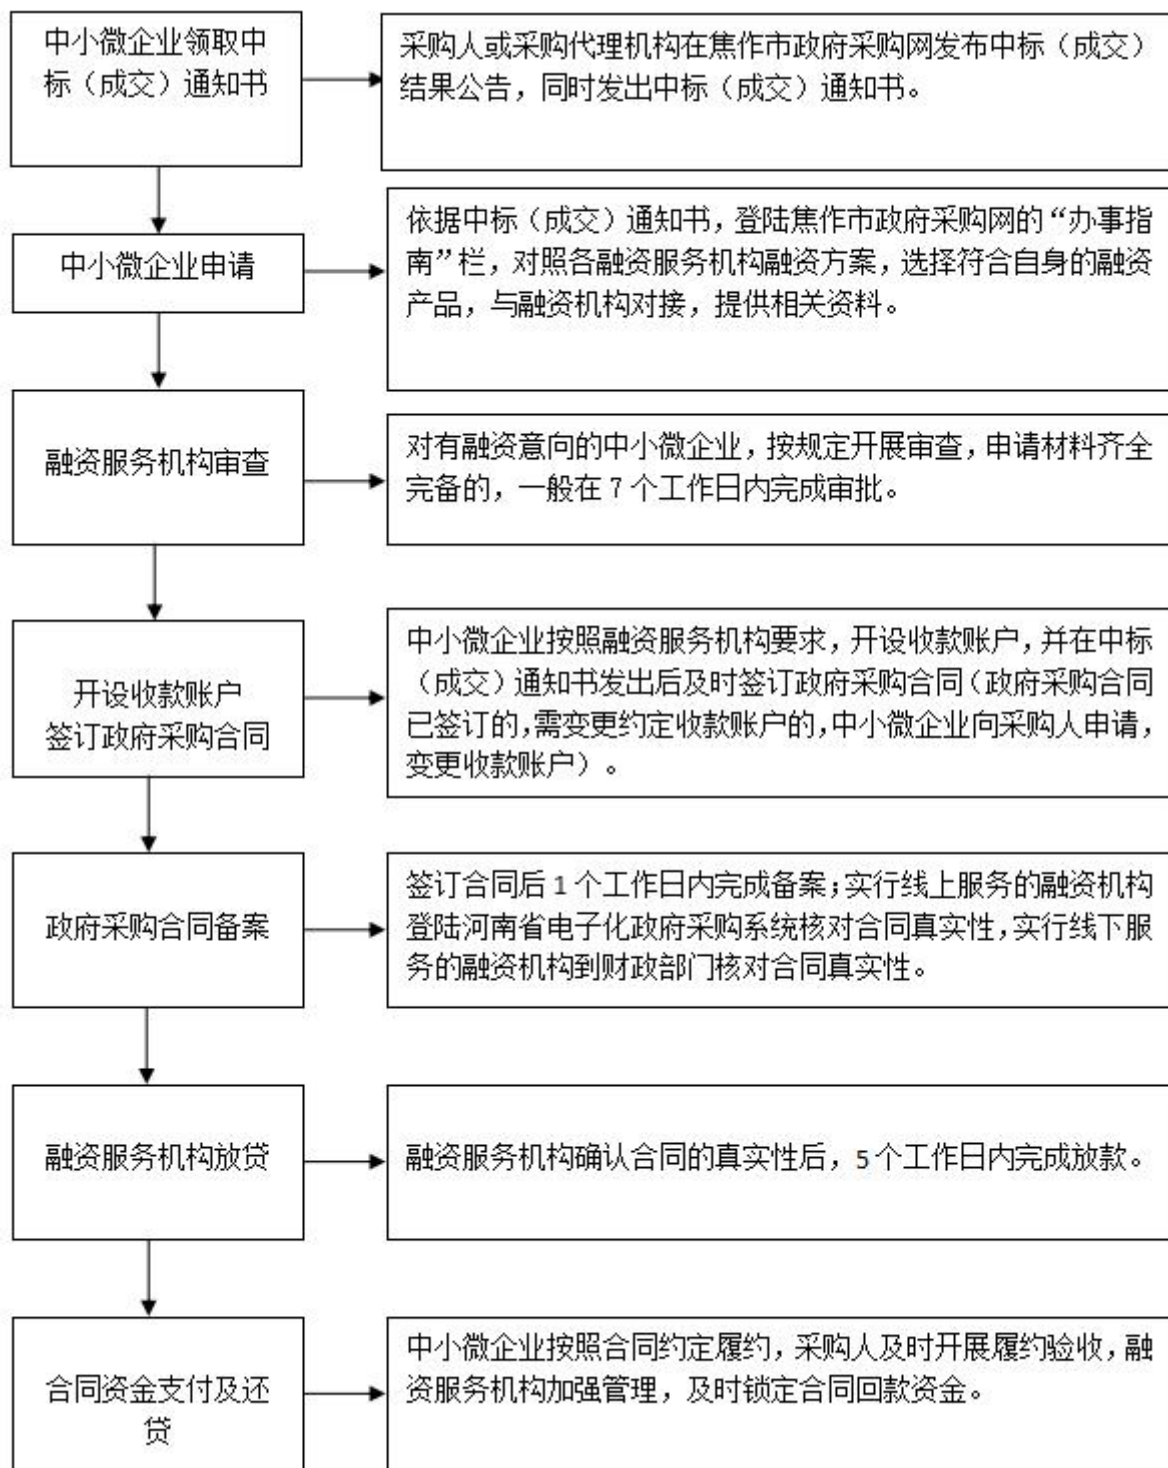 中小微企业领取中
标（成交）通知书
采购人或采购代理机构在焦作市政府采购网发布中标（成交）
结果公告，同时发出中标（成交）通知书。
中小微企业申请
依据中标（成交）通知书，登陆焦作市政府采购网的“办事指
南”栏，对照各融资服务机构融资方案，选择符合自身的融资
产品，与融资机构对接，提供相关资料。
融资服务机构审查
对有融资意向的中小微企业，按规定开展审查，申请材料齐全
完备的，一般在7个工作日内完成审批。
开设收款账户
签订政府采购合同
中小微企业按照融资服务机构要求，开设收款账户，并在中标
（成交）通知书发出后及时签订政府采购合同（政府采购合同
已签订的，需变更约定收款账户的，中小微企业向采购人申请，
变更收款账户）。
政府采购合同备案
签订合同后1个工作日内完成备案；实行线上服务的融资机构
登陆河南省电子化政府采购系统核对合同真实性，实行线下服
务的融资机构到财政部门核对合同真实性。
融资服务机构放贷
融资服务机构确认合同的真实性后，5个工作日内完成放款。
合同资金支付及还
贷
中小微企业按照合同约定履约，采购人及时开展履约验收，融
资服务机构加强管理，及时锁定合同回款资金。